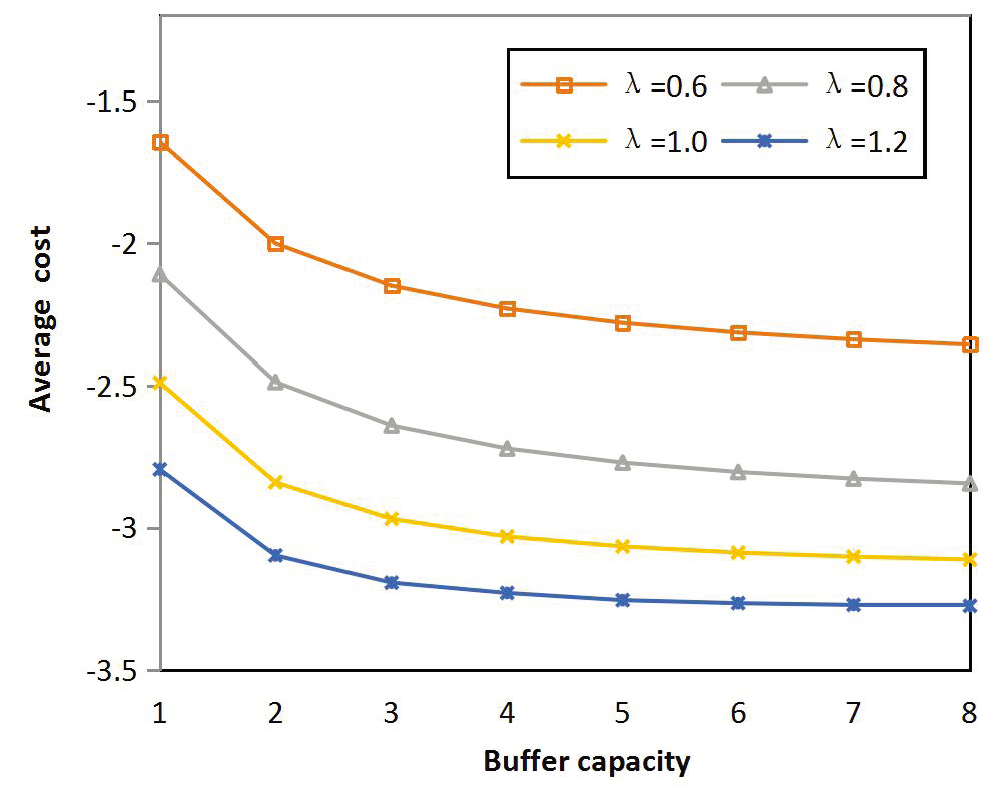 λ =0.6 λ =0.8
λ =1.0 λ =1.2
-1.5
-2
-2.5
-3
-3.5
Average cost
1 2 3 4 5 6 7 8
Buffer capacity